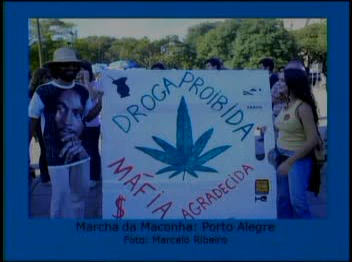 DROGA PROIBIDA
MÁFIA AGRADECIDA
$
Marcha da Maconha: Porto Alegre
Foto: Marcelo Ribeiro